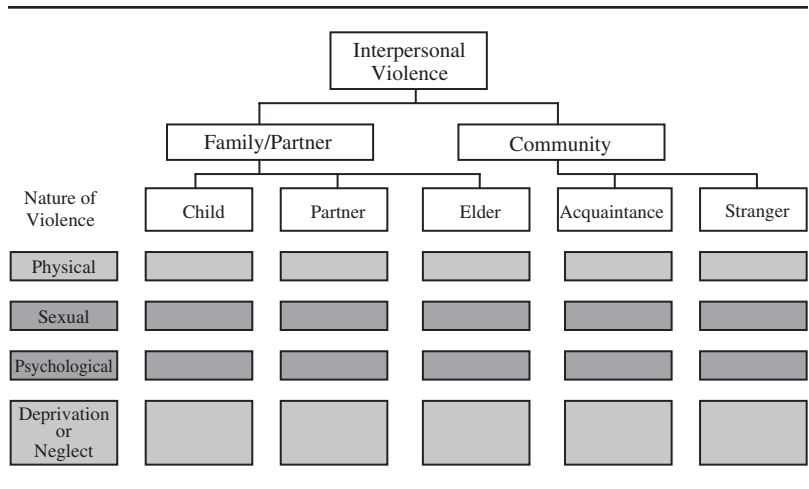 Interpersonal
Violence
Family/Partner
Community
Nature of
Violence
Child
Partner
Elder
Acquaintance
Stranger
Physical
Sexual
Psychological
Deprivation
or
Neglect